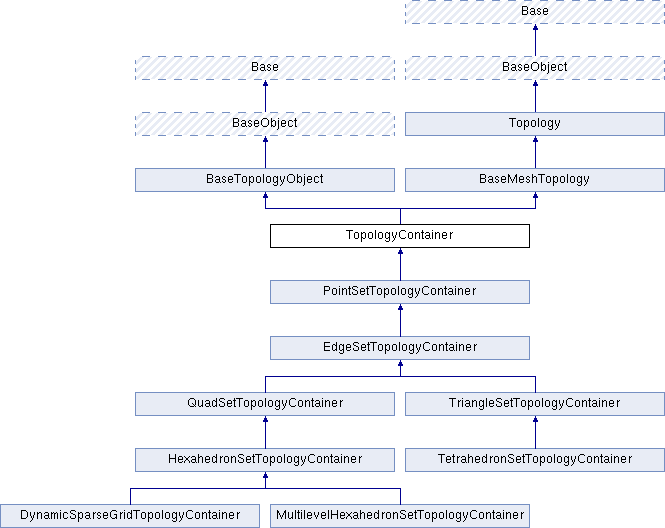 Base
Base
BaseObject
BaseObject
Topology
BaseTopologyObject
BaseMeshTopology
TopologyContainer
PointSetTopologyContainer
EdgeSetTopologyContainer
QuadSetTopologyContainer
TriangleSetTopologyContainer
HexahedronSetTopologyContainer
TetrahedronSetTopologyContainer
DynamicSparseGridTopologyContainer
MultilevelHexahedronSetTopologyContainer